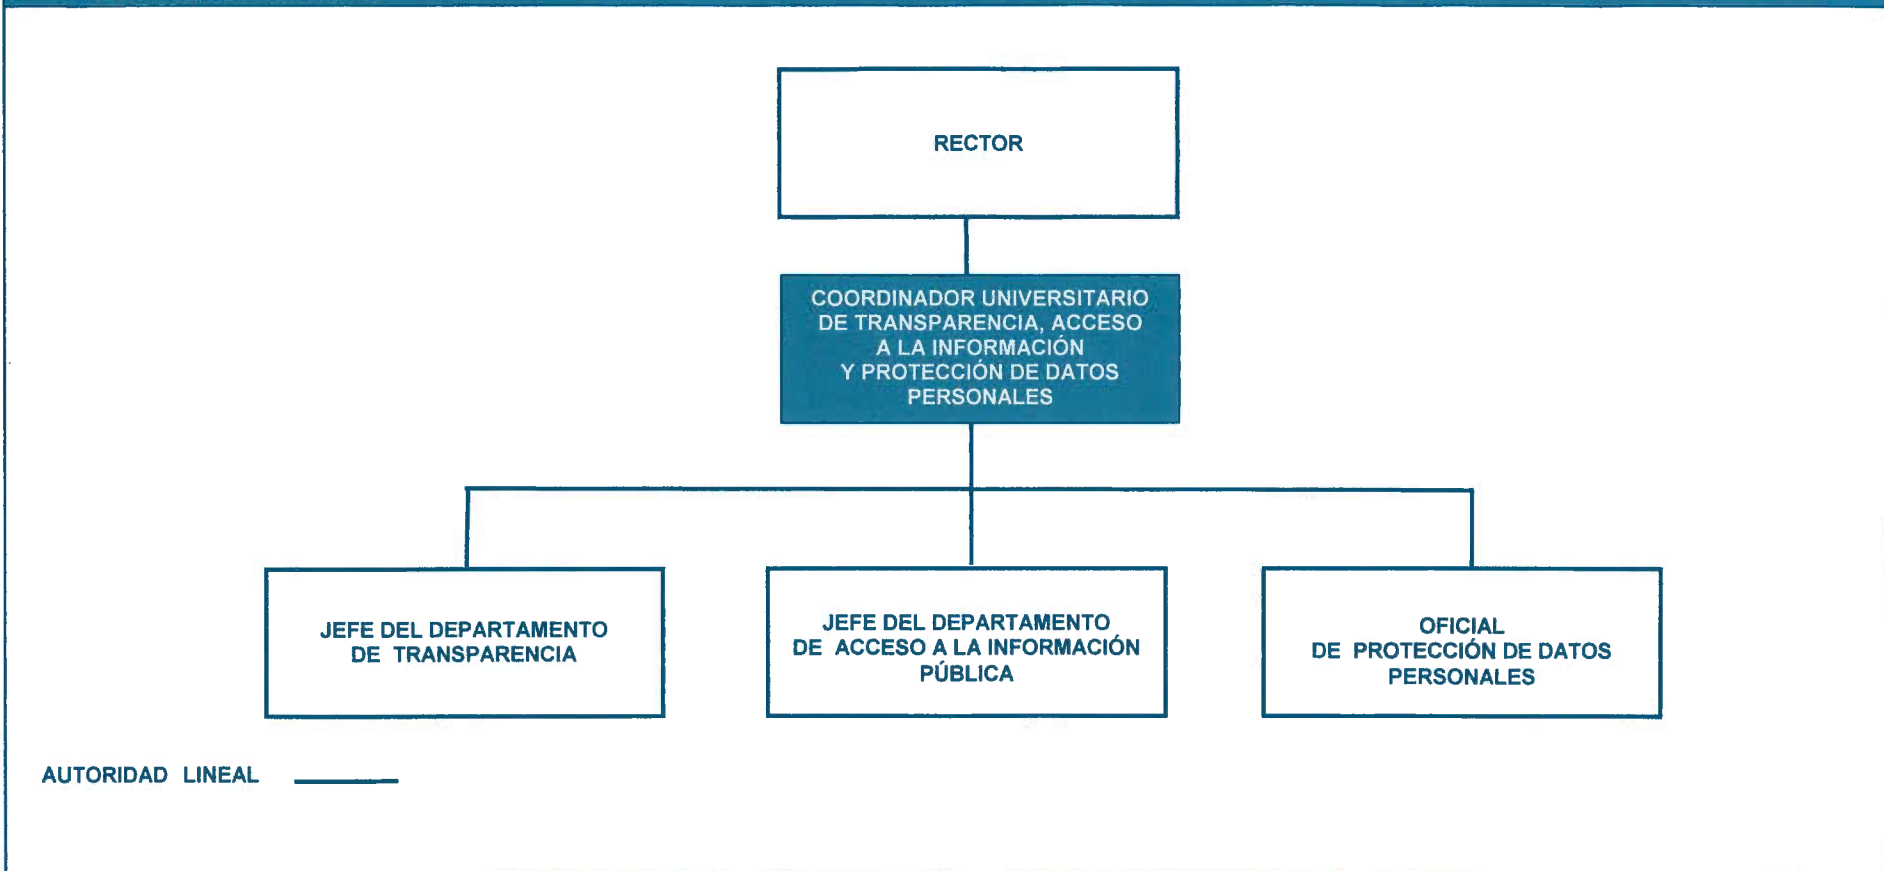 RECTOR
COORDINADOR UNIVERSITARIO
DE TRANSPARENCIA, ACCESO
A LA INFORMACIÓN
Y PROTECCIÓN DE DATOS
PERSONALES
JEFE DEL DEPARTAMENTO
DE TRANSPARENCIA
JEFE DEL DEPARTAMENTO
DE ACCESO A LA INFORMACIÓN
PÚBLICA
OFICIAL
DE PROTECCIÓN DE DATOS
PERSONALES
AUTORIDAD LINEAL